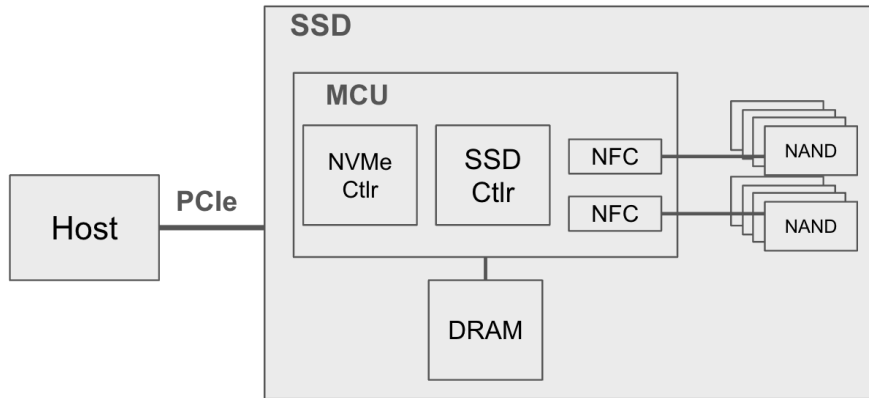 SSD
MCU
NVMe
Ctlr
SSD
Ctlr
NFC
NAND
NFC
NAND
PCIe
Host
DRAM